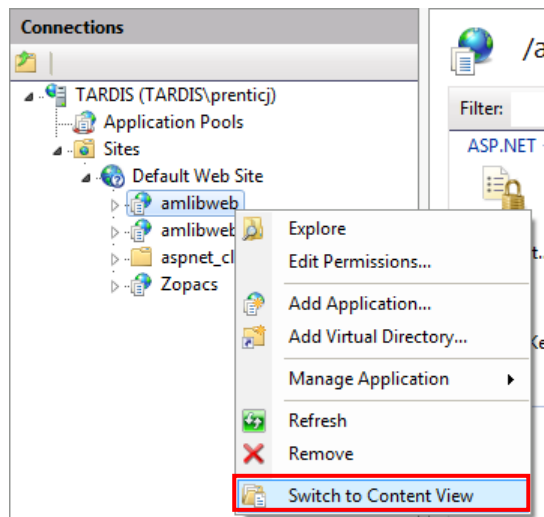 Connections
TARDIS (TARDIS\prenticj)
Application Pools
Sites
Default Web Site
amlibweb
amlibweb
aspnet_cl
Zopacs
/a
Filter:
ASP.NET
t.
Ke
Explore
Edit Permissions...
Add Application...
Add Virtual Directory...
Manage Application
Refresh
Remove
Switch to Content View